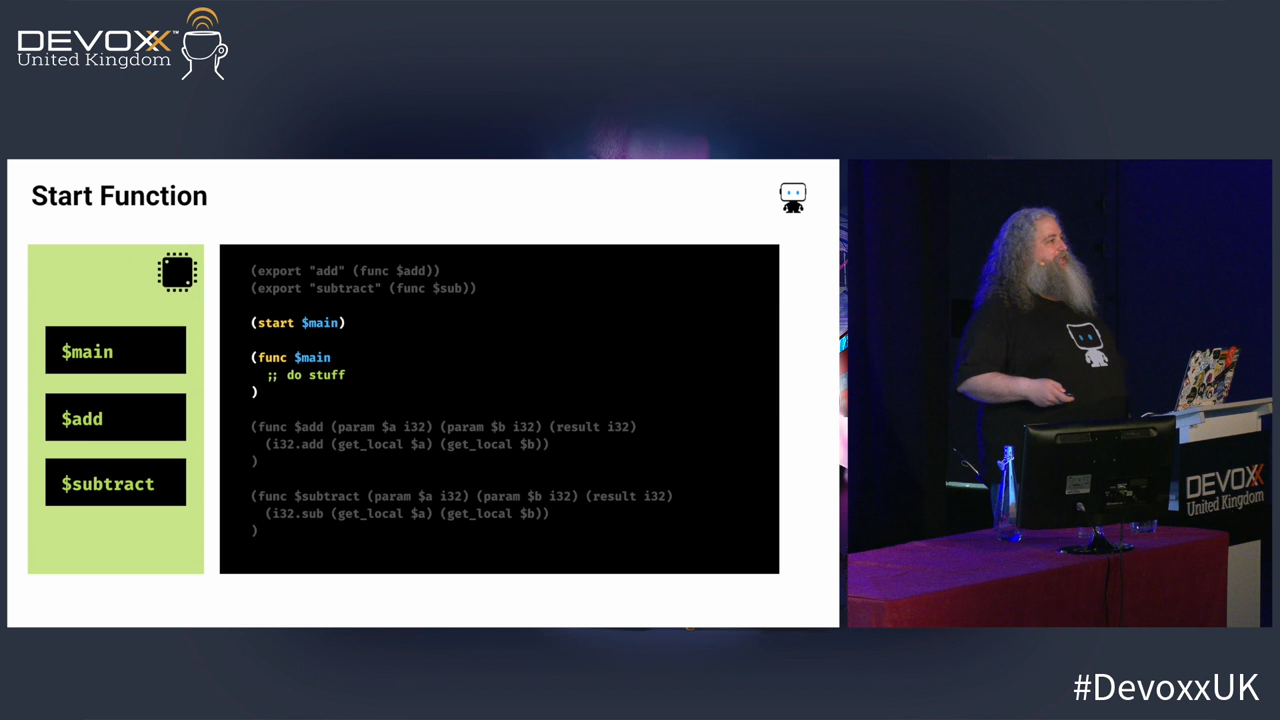 DEVOXX™
United Kingdom
Start Function
$main
$add
$subtract
(export "add" (func $add))
(export "subtract" (func $sub))
(start $main)
(func $main
;; do stuff
)
(func $add (param $a i32) (param $b i32) (result i32)
(i32.add (get_local $a) (get_local $b))
)
(func $subtract (param $a i32) (param $b i32) (result i32)
(i32.sub (get_local $a) (get_local $b))
)
DEVOXX
United Kingdom
#DevoxxUK